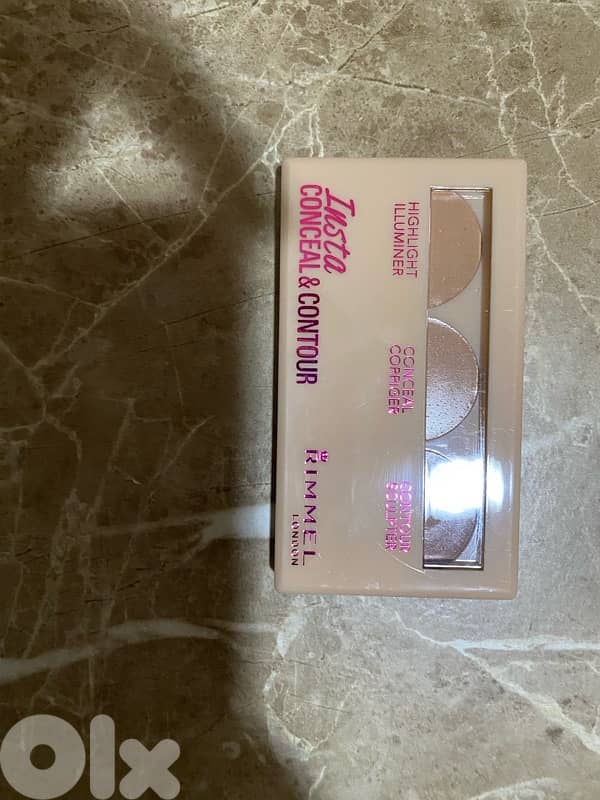 HIGHLIGHT
ILLUMINER
CONCEAL
CORRIGER
CONTOUR
SCULPTER
Insta
CONCEAL & CONTOUR
RIMMEL
LONDON
Olx